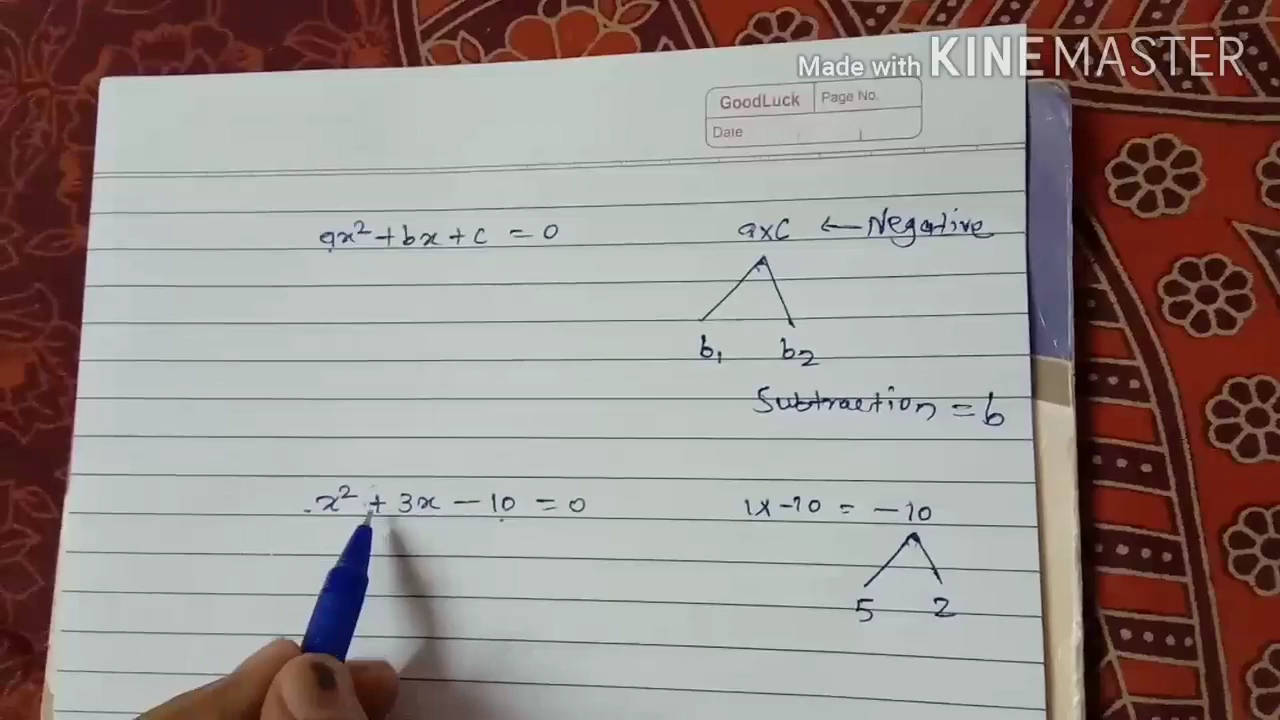 Made with KINEMASTER
GoodLuck Page No.
Date
ax² + bx + c = 0
a×c ← Negative
b₁ b₂
Subtraction = b
x² + 3x − 10 = 0
1×−10 = −10
5 2